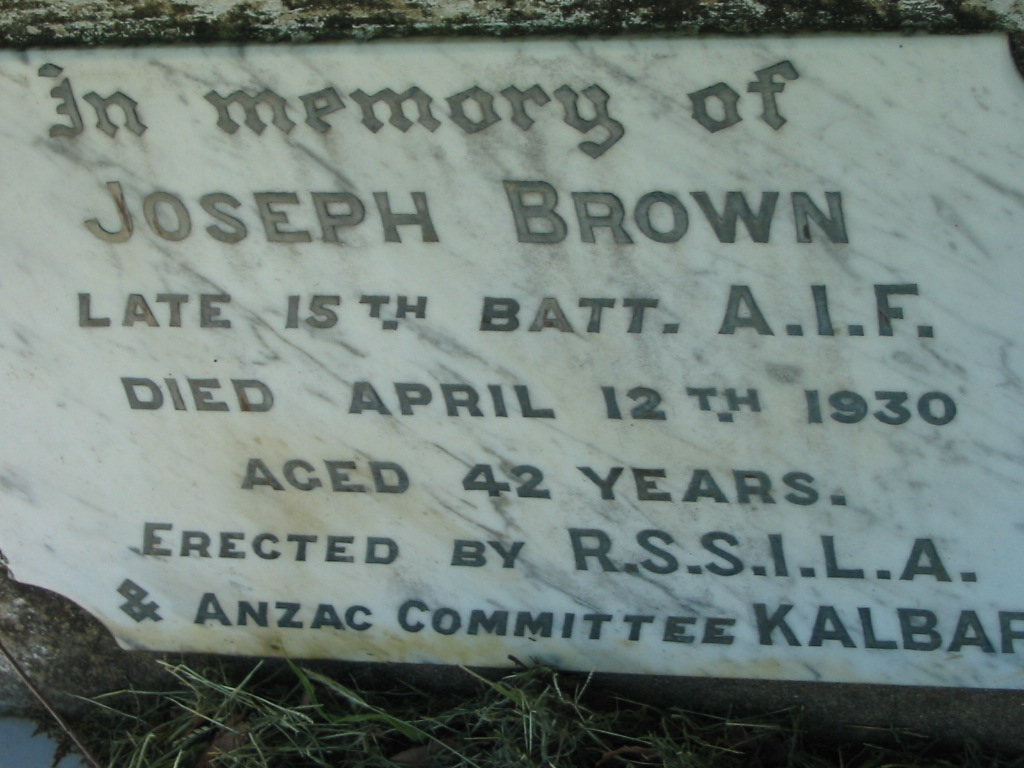 In memory of
JOSEPH BROWN
LATE 15TH BATT. A.I.F.
DIED APRIL 12TH 1930
AGED 42 YEARS.
ERECTED BY R.S.S.I.L.A.
& ANZAC COMMITTEE KALBAR